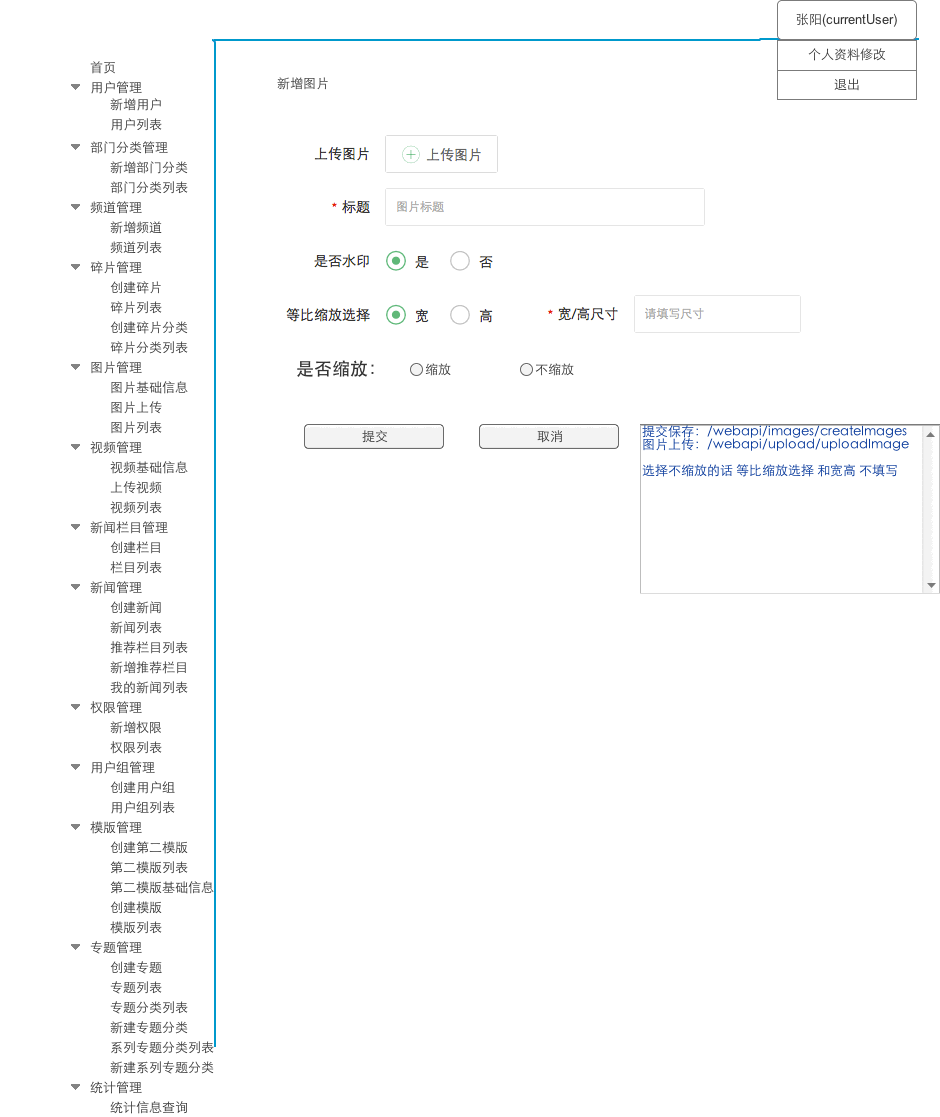 张阳(currentUser)
个人资料修改
退出
首页
用户管理
新增用户
用户列表
部门分类管理
新增部门分类
部门分类列表
频道管理
新增频道
频道列表
碎片管理
创建碎片
碎片列表
创建碎片分类
碎片分类列表
图片管理
图片基础信息
图片上传
图片列表
视频管理
视频基础信息
上传视频
视频列表
新闻栏目管理
创建栏目
栏目列表
新闻管理
创建新闻
新闻列表
推荐栏目列表
新增推荐栏目
我的新闻列表
权限管理
新增权限
权限列表
用户组管理
创建用户组
用户组列表
模版管理
创建第二模版
第二模版列表
第二模版基础信息
创建模版
模版列表
专题管理
创建专题
专题列表
专题分类列表
新建专题分类
系列专题分类列表
新建系列专题分类
统计管理
统计信息查询
新增图片
上传图片 上传图片
* 标题 图片标题
是否水印 是 否
等比缩放选择 宽 高 * 宽/高尺寸 请填写尺寸
是否缩放： 缩放 不缩放
提交 取消
提交保存：/webapi/images/createImages
图片上传：/webapi/upload/uploadImage
选择不缩放的话 等比缩放选择 和宽高 不填写